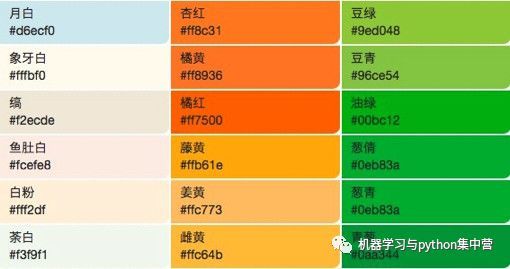 月白
#d6ecf0
杏红
#ff8c31
豆绿
#9ed048
象牙白
#fffbf0
橘黄
#ff8936
豆青
#96ce54
缟
#f2ecde
橘红
#ff7500
油绿
#00bc12
鱼肚白
#fcefe8
藤黄
#ffb61e
葱倩
#0eb83a
白粉
#fff2df
姜黄
#ffc773
葱青
#0eb83a
荼白
#f3f9f1
雌黄
#ffc64b
#0aa344
机器学习与python集中营